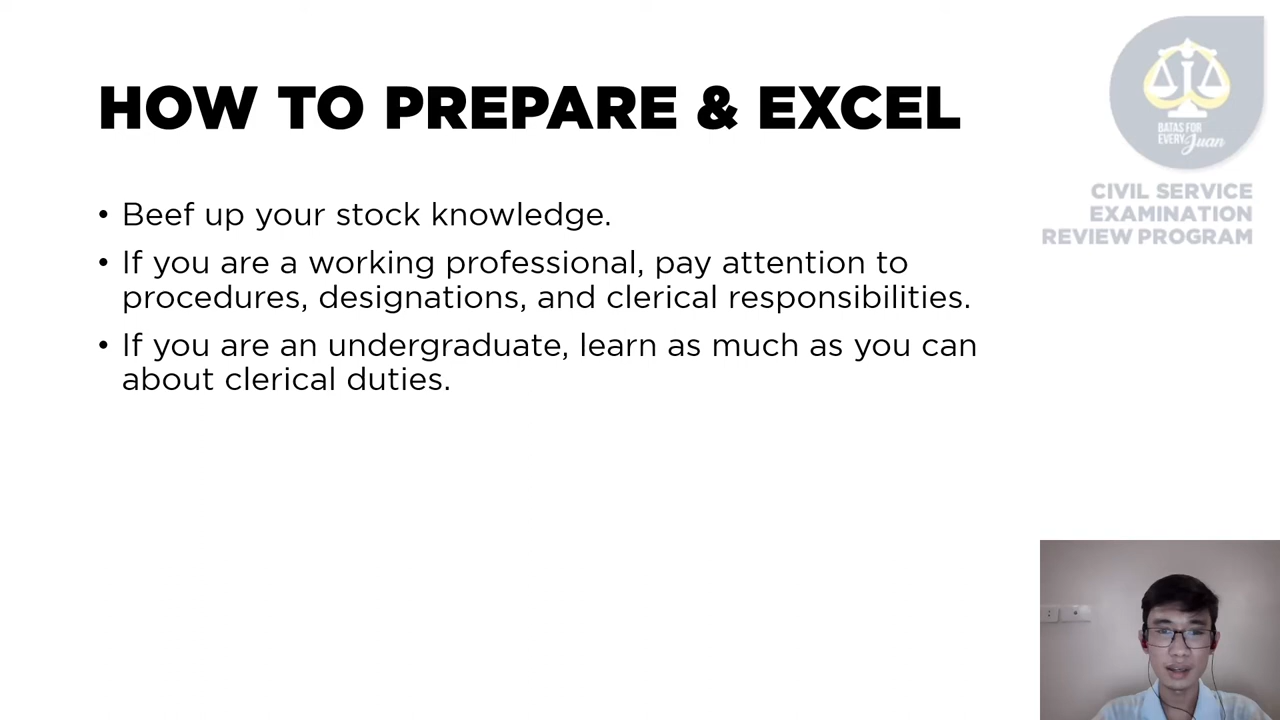 HOW TO PREPARE & EXCEL
• Beef up your stock knowledge.
• If you are a working professional, pay attention to
procedures, designations, and clerical responsibilities.
• If you are an undergraduate, learn as much as you can
about clerical duties.
BATAS FOR
EVERY Juan
CIVIL SERVICE
EXAMINATION
REVIEW PROGRAM